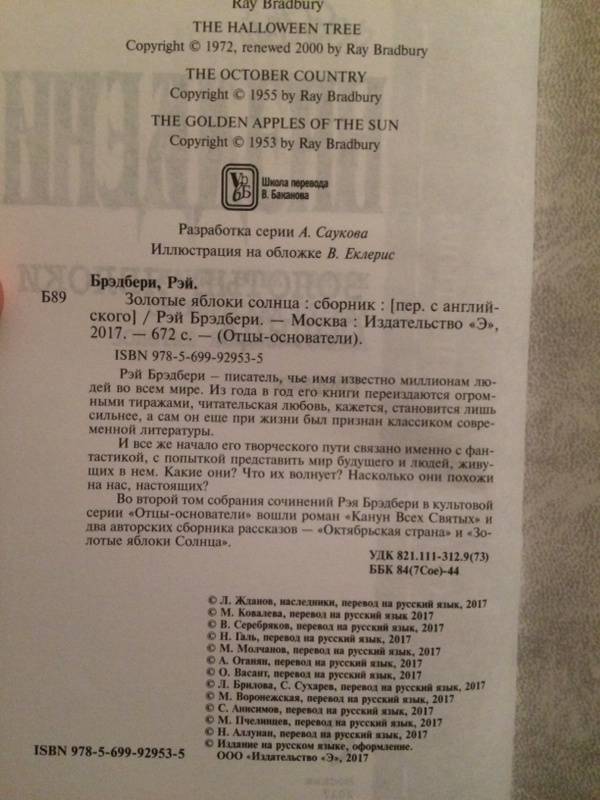 Ray Bradbury
THE HALLOWEEN TREE
Copyright © 1972, renewed 2000 by Ray Bradbury
THE OCTOBER COUNTRY
Copyright © 1955 by Ray Bradbury
THE GOLDEN APPLES OF THE SUN
Copyright © 1953 by Ray Bradbury
Школа перевода
В. Баканова
Разработка серии А. Саукова
Иллюстрация на обложке В. Еклерис
Брэдбери, Рэй.
Б89
Золотые яблоки солнца : сборник : [пер. с англий-
ского] / Рэй Брэдбери. — Москва : Издательство «Э»,
2017. — 672 с. — (Отцы-основатели).
ISBN 978-5-699-92953-5
Рэй Брэдбери – писатель, чье имя известно миллионам лю-
дей во всем мире. Из года в год его книги переиздаются огром-
ными тиражами, читательская любовь, кажется, становится лишь
сильнее, а сам он еще при жизни был признан классиком совре-
менной литературы.
И все же начало его творческого пути связано именно с фан-
тастикой, с попыткой представить мир будущего и людей, живу-
щих в нем. Какие они? Что их волнует? Насколько они похожи
на нас, настоящих?
Во второй том собрания сочинений Рэя Брэдбери в культовой
серии «Отцы-основатели» вошли роман «Канун Всех Святых» и
два авторских сборника рассказов — «Октябрьская страна» и «Зо-
лотые яблоки Солнца».
УДК 821.111-312.9(73)
ББК 84(7Сое)-44
© Л. Жданов, наследники, перевод на русский язык, 2017
© М. Ковалева, перевод на русский язык 2017
© В. Серебряков, перевод на русский язык, 2017
© Н. Галь, перевод на русский язык, 2017
© М. Молчанов, перевод на русский язык, 2017
© А. Оганян, перевод на русский язык, 2017
© О. Васант, перевод на русский язык, 2017
© Л. Брилова, С. Сухарев, перевод на русский язык, 2017
© М. Воронежская, перевод на русский язык, 2017
© С. Анисимов, перевод на русский язык, 2017
© М. Пчелинцев, перевод на русский язык, 2017
© Н. Аллунан, перевод на русский язык, 2017
© Издание на русском языке, оформление.
ООО «Издательство «Э», 2017
ISBN 978-5-699-92953-5